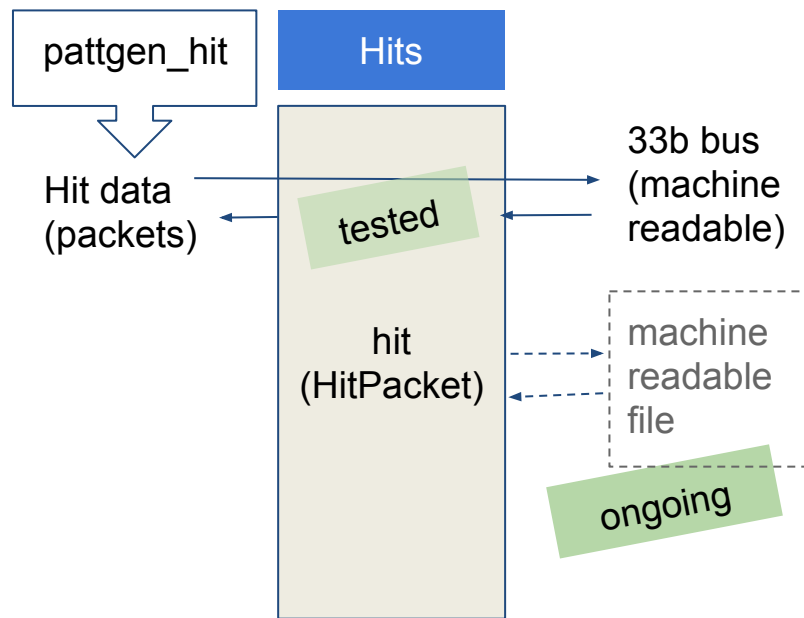 pattgen_hit
Hits
Hit data
(packets)
tested
33b bus
(machine
readable)
hit
(HitPacket)
machine
readable
file
ongoing